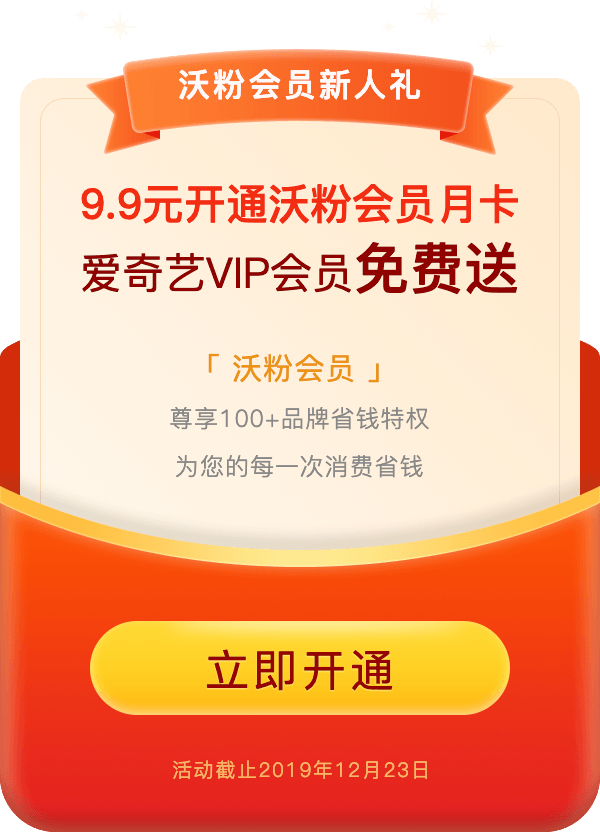 沃粉会员新人礼
9.9元开通沃粉会员月卡
爱奇艺VIP会员免费送
「 沃粉会员 」
尊享100+品牌省钱特权
为您的每一次消费省钱
立即开通
活动截止2019年12月23日